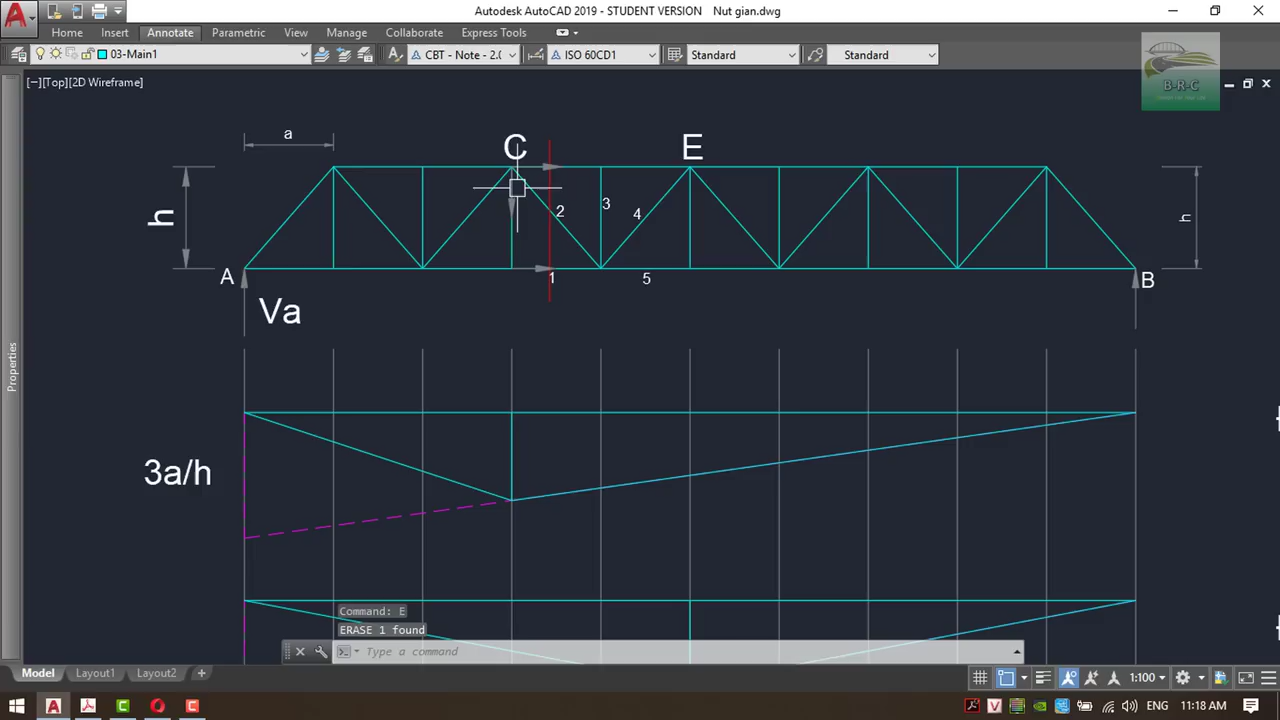 Autodesk AutoCAD 2019 - STUDENT VERSION Nut gian.dwg
Home Insert Annotate Parametric View Manage Collaborate Express Tools
03-Main1 CBT - Note - 2.0 ISO 60CD1 Standard Standard
[−][Top][2D Wireframe]
B-R-C
a
C E
h 2 3 4 h
A 1 5 B
Va
3a/h
Properties
Command: E
ERASE 1 found
Type a command
Model Layout1 Layout2 + 1:100
ENG 11:18 AM